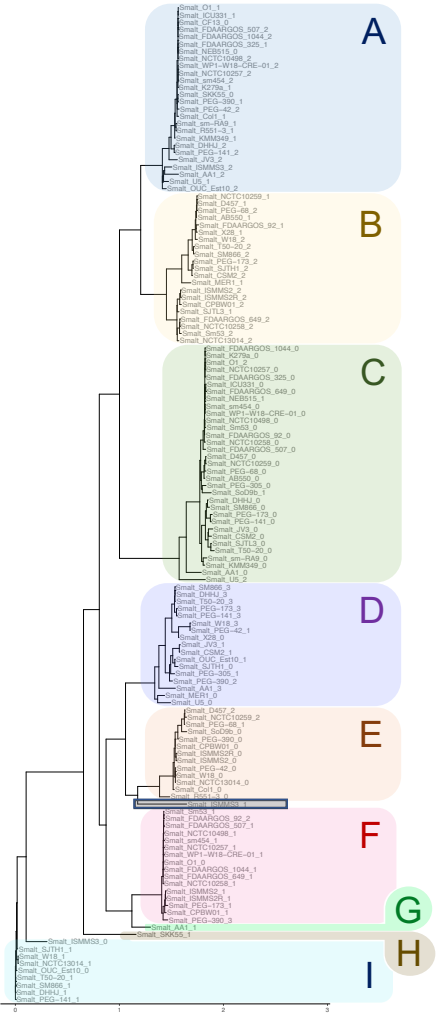 Smalt_O1_1
Smalt_ICU331_1
Smalt_CF13_0
Smalt_FDAARGOS_507_2
Smalt_FDAARGOS_1044_2
Smalt_FDAARGOS_325_1
Smalt_NEB515_0
Smalt_NCTC10498_2
Smalt_WP1-W18-CRE-01_2
Smalt_NCTC10257_2
Smalt_sm454_2
Smalt_K279a_1
Smalt_SKK55_0
Smalt_PEG-390_1
Smalt_PEG-42_2
Smalt_Col1_1
Smalt_sm-RA9_1
Smalt_R551-3_1
Smalt_KMM349_1
Smalt_DHHJ_2
Smalt_PEG-141_2
Smalt_JV3_2
Smalt_ISMMS3_2
Smalt_AA1_2
Smalt_U5_1
Smalt_OUC_Est10_2
A
Smalt_NCTC10259_1
Smalt_D457_1
Smalt_PEG-68_2
Smalt_AB550_1
Smalt_FDAARGOS_92_1
Smalt_X28_1
Smalt_W18_2
Smalt_T50-20_2
Smalt_SM866_2
Smalt_PEG-173_2
Smalt_SJTH1_2
Smalt_CSM2_2
Smalt_MER1_1
Smalt_ISMMS2_2
Smalt_ISMMS2R_2
Smalt_CPBW01_2
Smalt_SJTL3_1
Smalt_FDAARGOS_649_2
Smalt_NCTC10258_2
Smalt_Sm53_2
Smalt_NCTC13014_2
B
Smalt_FDAARGOS_1044_0
Smalt_K279a_0
Smalt_O1_2
Smalt_NCTC10257_0
Smalt_FDAARGOS_325_0
Smalt_ICU331_0
Smalt_FDAARGOS_649_0
Smalt_NEB515_1
Smalt_sm454_0
Smalt_WP1-W18-CRE-01_0
Smalt_NCTC10498_0
Smalt_Sm53_0
Smalt_FDAARGOS_92_0
Smalt_NCTC10258_0
Smalt_FDAARGOS_507_0
Smalt_D457_0
Smalt_NCTC10259_0
Smalt_PEG-68_0
Smalt_AB550_0
Smalt_PEG-305_0
Smalt_SoD9b_1
Smalt_DHHJ_0
Smalt_SM866_0
Smalt_PEG-173_0
Smalt_PEG-141_0
Smalt_JV3_0
Smalt_CSM2_0
Smalt_SJTL3_0
Smalt_T50-20_0
Smalt_sm-RA9_0
Smalt_KMM349_0
Smalt_AA1_0
Smalt_U5_2
C
Smalt_SM866_3
Smalt_DHHJ_3
Smalt_T50-20_3
Smalt_PEG-173_3
Smalt_PEG-141_3
Smalt_W18_3
Smalt_PEG-42_1
Smalt_X28_0
Smalt_JV3_1
Smalt_CSM2_1
Smalt_OUC_Est10_1
Smalt_SJTH1_0
Smalt_PEG-305_1
Smalt_PEG-390_2
Smalt_AA1_3
Smalt_MER1_0
Smalt_U5_0
D
Smalt_D457_2
Smalt_NCTC10259_2
Smalt_PEG-68_1
Smalt_SoD9b_0
Smalt_PEG-390_0
Smalt_CPBW01_0
Smalt_ISMMS2R_0
Smalt_ISMMS2_0
Smalt_PEG-42_0
Smalt_W18_0
Smalt_NCTC13014_0
Smalt_Col1_0
Smalt_R551-3_0
E
Smalt_ISMMS3_1
Smalt_Sm53_1
Smalt_FDAARGOS_92_2
Smalt_FDAARGOS_507_1
Smalt_NCTC10498_1
Smalt_sm454_1
Smalt_NCTC10257_1
Smalt_WP1-W18-CRE-01_1
Smalt_O1_0
Smalt_FDAARGOS_1044_1
Smalt_FDAARGOS_649_1
Smalt_NCTC10258_1
Smalt_ISMMS2_1
Smalt_ISMMS2R_1
Smalt_PEG-173_1
Smalt_CPBW01_1
Smalt_PEG-390_3
F
Smalt_AA1_1
G
Smalt_SKK55_1
H
Smalt_ISMMS3_0
Smalt_SJTH1_1
Smalt_W18_1
Smalt_NCTC13014_1
Smalt_OUC_Est10_0
Smalt_T50-20_1
Smalt_SM866_1
Smalt_DHHJ_1
Smalt_PEG-141_1
I
0 1 2 3